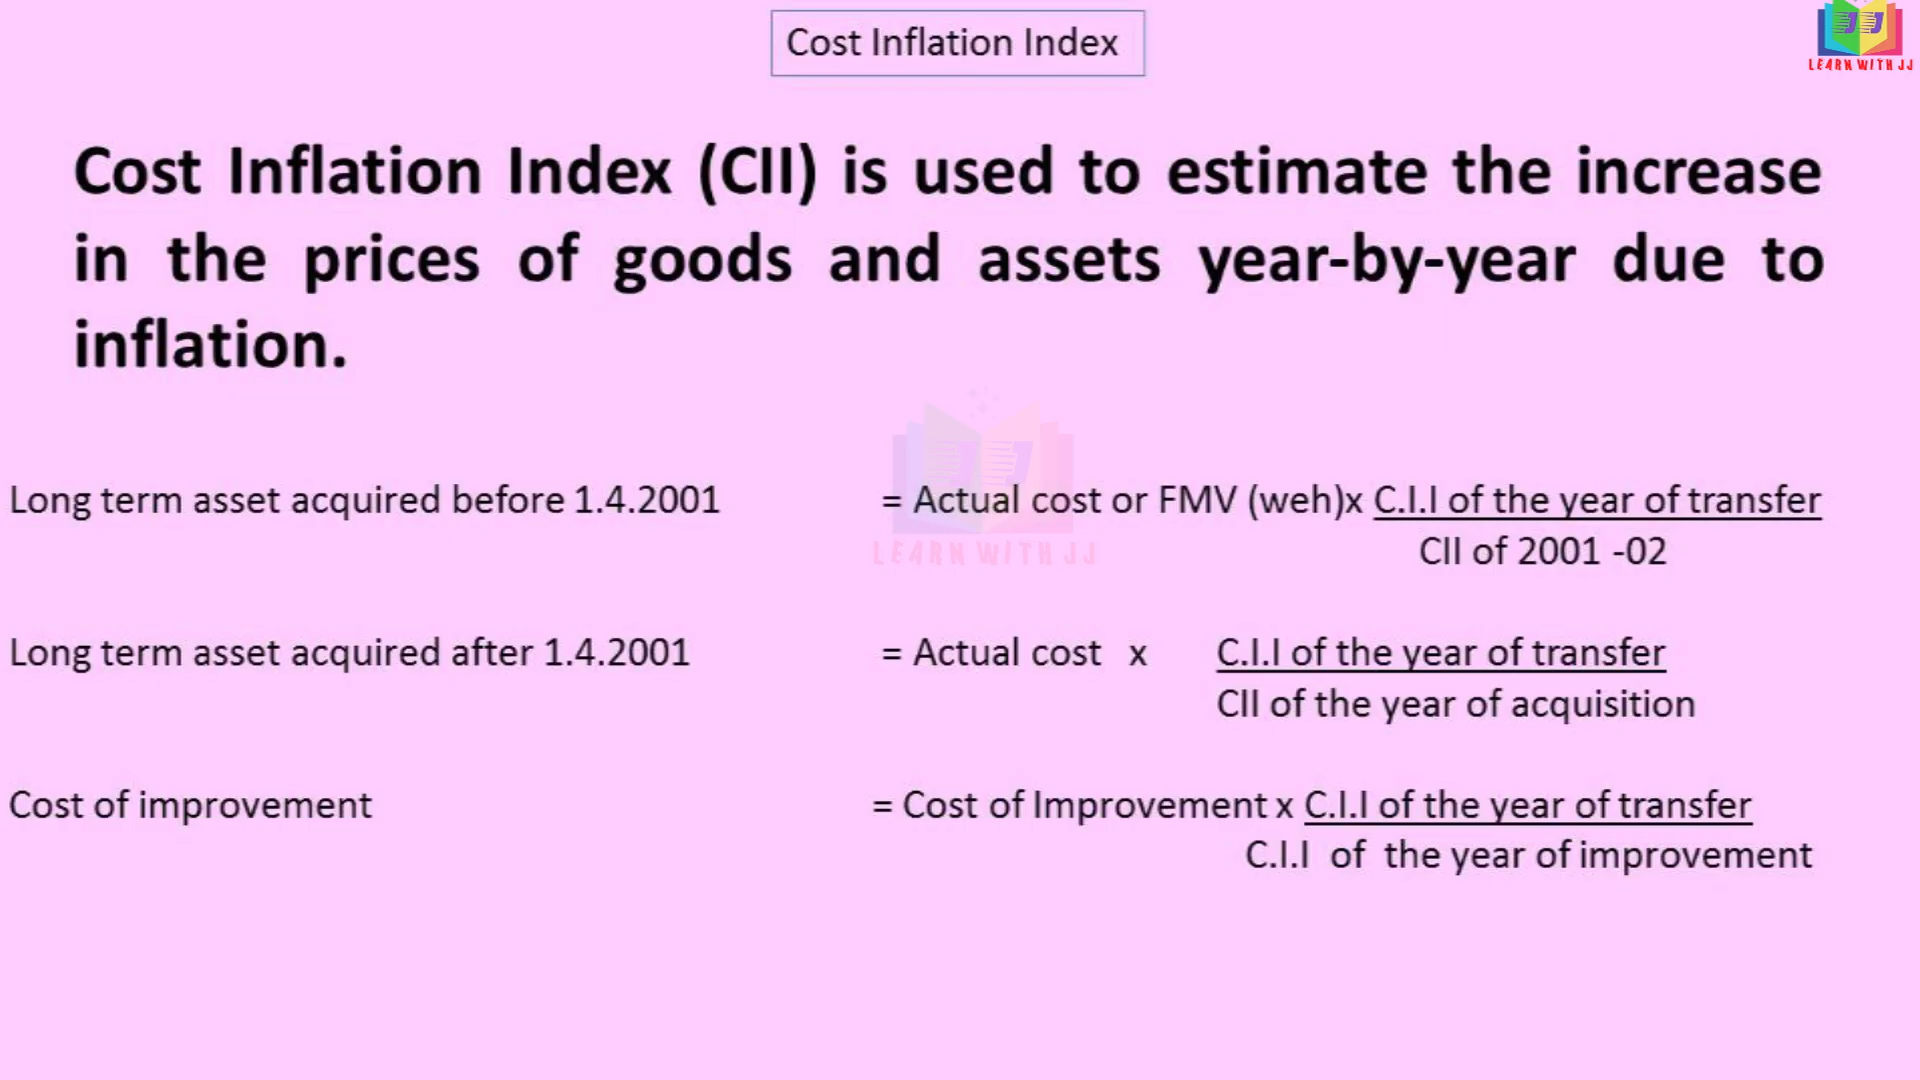 Cost Inflation Index
LEARN WITH JJ
Cost Inflation Index (CII) is used to estimate the increase
in the prices of goods and assets year-by-year due to
inflation.
Long term asset acquired before 1.4.2001 = Actual cost or FMV (weh)x C.I.I of the year of transfer
CII of 2001 -02
LEARN WITH JJ
Long term asset acquired after 1.4.2001 = Actual cost x C.I.I of the year of transfer
CII of the year of acquisition
Cost of improvement = Cost of Improvement x C.I.I of the year of transfer
C.I.I of the year of improvement